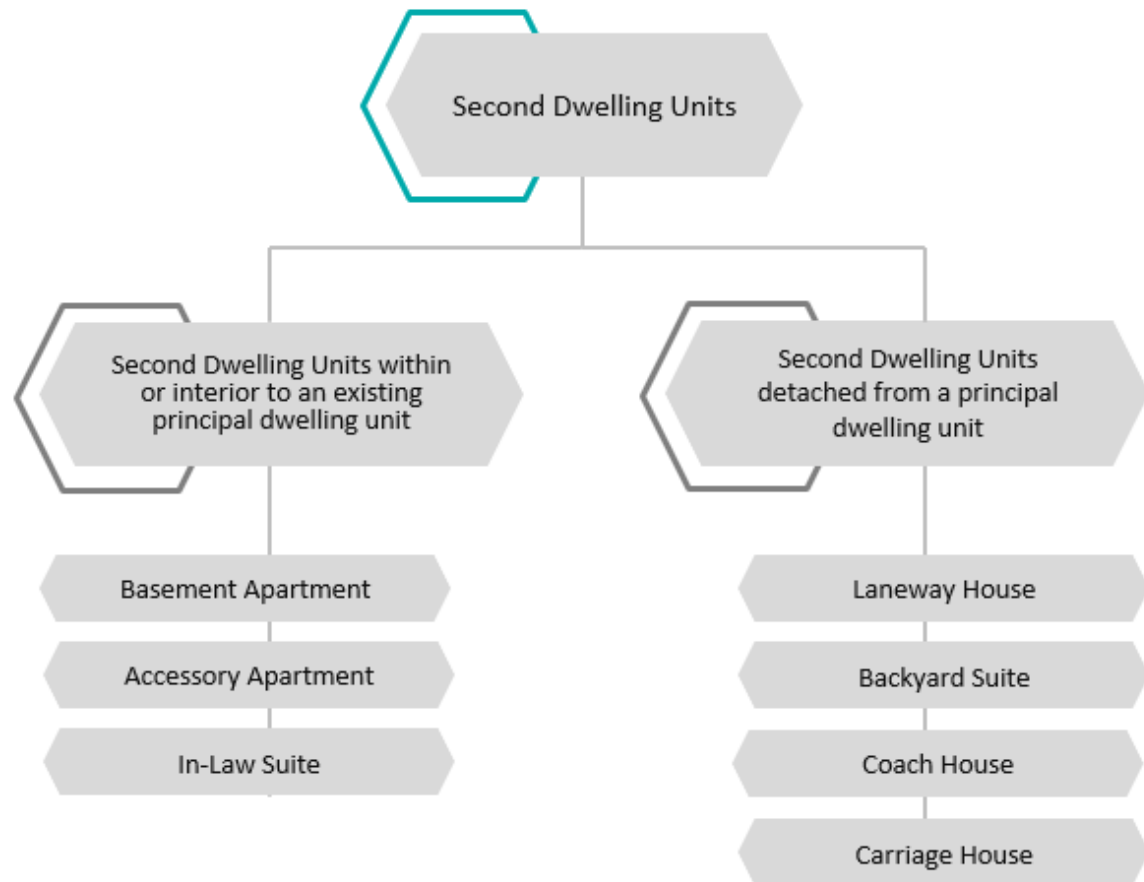 Second Dwelling Units
Second Dwelling Units within
or interior to an existing
principal dwelling unit
Second Dwelling Units
detached from a principal
dwelling unit
Basement Apartment
Accessory Apartment
In-Law Suite
Laneway House
Backyard Suite
Coach House
Carriage House